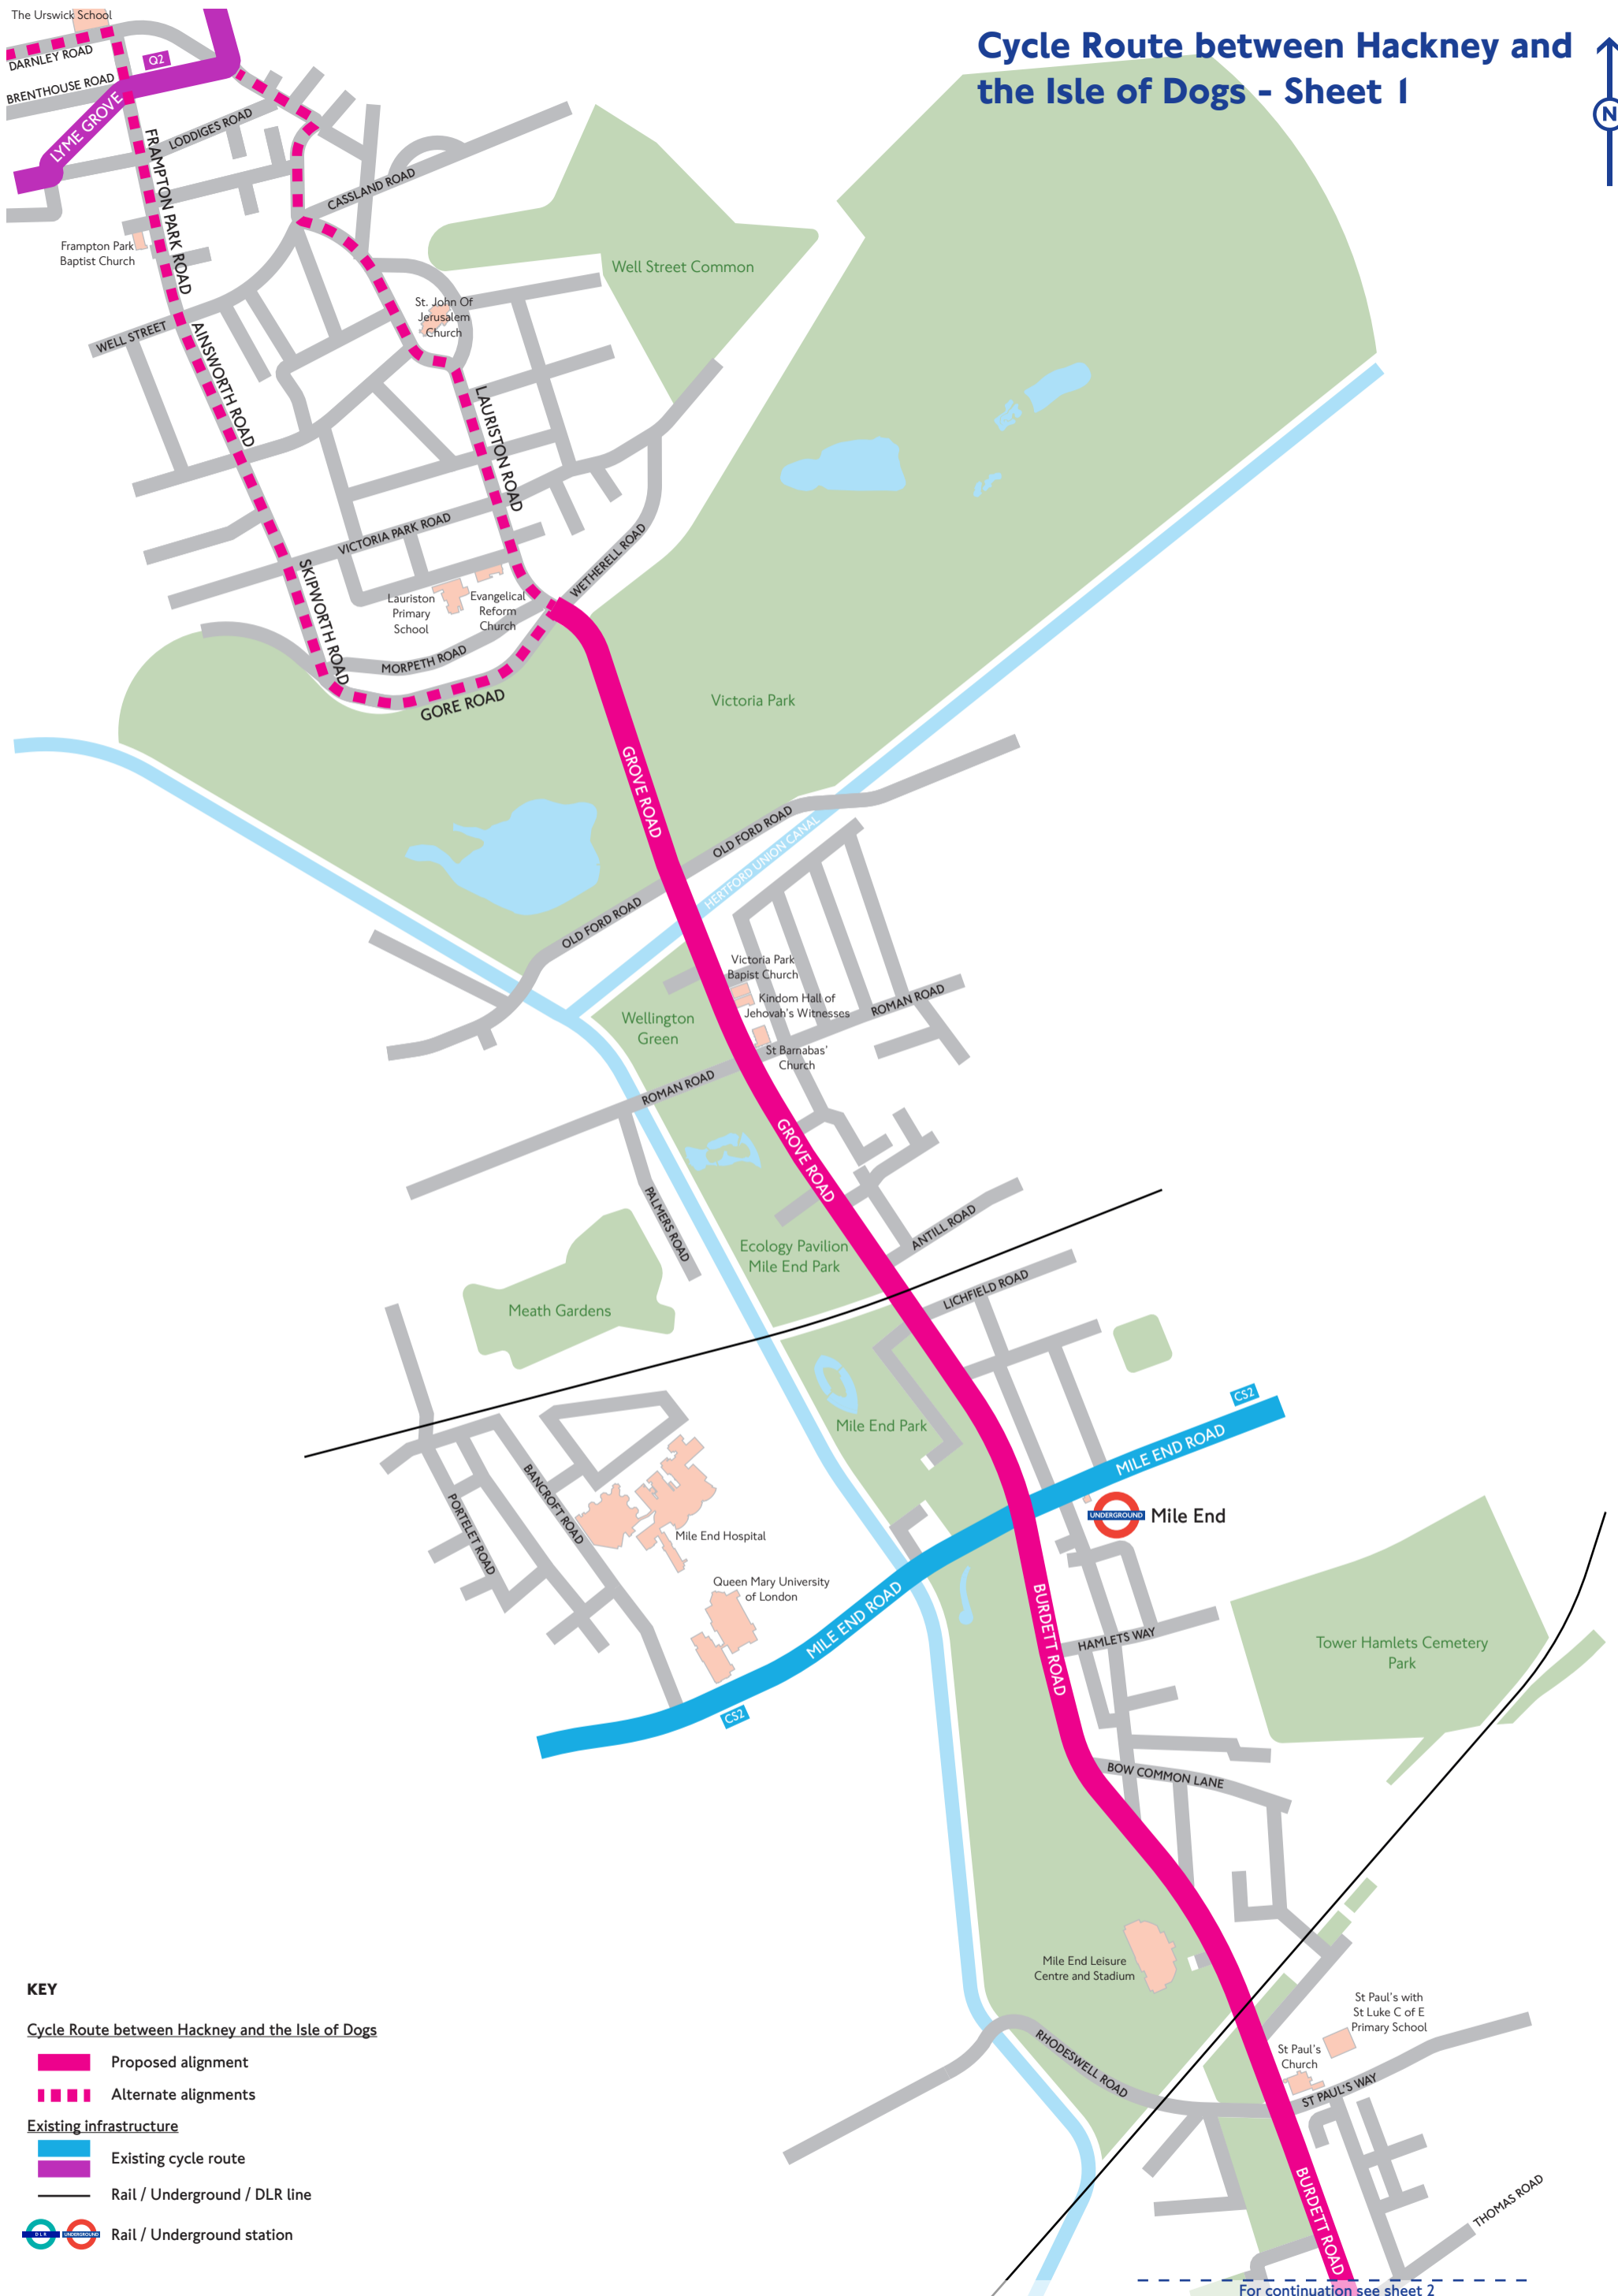 Cycle Route between Hackney and
the Isle of Dogs - Sheet 1
N
The Urswick School
DARNLEY ROAD
BRENTHOUSE ROAD
Q2
LYME GROVE
LODDIGES ROAD
FRAMPTON PARK ROAD
CASSLAND ROAD
Frampton Park
Baptist Church
Well Street Common
St. John Of
Jerusalem
Church
WELL STREET
AINSWORTH ROAD
LAURISTON ROAD
VICTORIA PARK ROAD
WETHERELL ROAD
SKIPWORTH ROAD
Lauriston
Primary
School
Evangelical
Reform
Church
MORPETH ROAD
GORE ROAD
Victoria Park
GROVE ROAD
OLD FORD ROAD
HERTFORD UNION CANAL
OLD FORD ROAD
Victoria Park
Bapist Church
Kindom Hall of
Jehovah's Witnesses
ROMAN ROAD
Wellington
Green
St Barnabas'
Church
ROMAN ROAD
GROVE ROAD
PALMERS ROAD
ANTILL ROAD
Ecology Pavilion
Mile End Park
LICHFIELD ROAD
Meath Gardens
CS2
Mile End Park
MILE END ROAD
BANCROFT ROAD
PORTELET ROAD
UNDERGROUND
Mile End
Mile End Hospital
Queen Mary University
of London
MILE END ROAD
BURDETT ROAD
HAMLETS WAY
Tower Hamlets Cemetery
Park
CS2
BOW COMMON LANE
Mile End Leisure
Centre and Stadium
St Paul's with
St Luke C of E
Primary School
RHODESWELL ROAD
St Paul's
Church
ST PAUL'S WAY
BURDETT ROAD
THOMAS ROAD
KEY
Cycle Route between Hackney and the Isle of Dogs
Proposed alignment
Alternate alignments
Existing infrastructure
Existing cycle route
Rail / Underground / DLR line
DLR
UNDERGROUND
Rail / Underground station
For continuation see sheet 2